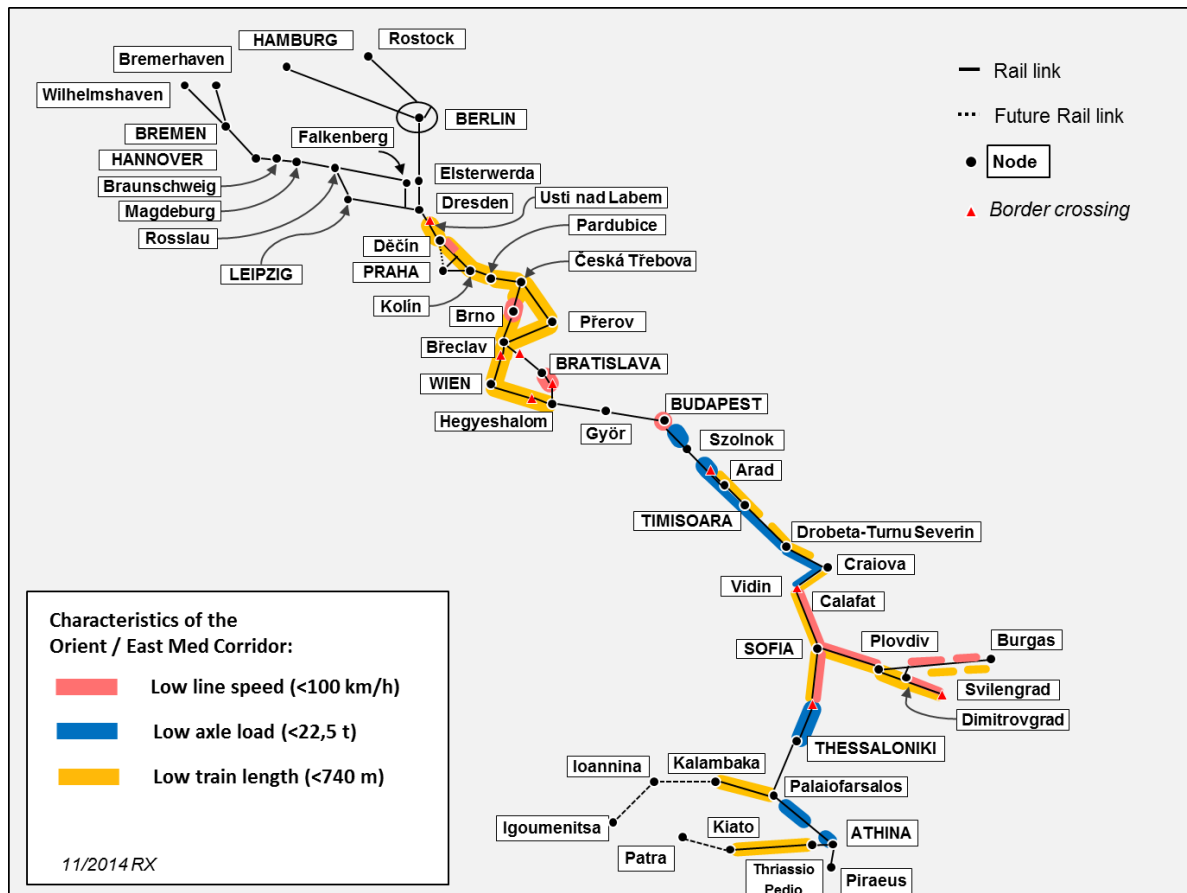 HAMBURG
Rostock
Bremerhaven
Wilhelmshaven
BREMEN
Falkenberg
BERLIN
HANNOVER
Braunschweig
Elsterwerda
Magdeburg
Dresden
Usti nad Labem
Rosslau
Pardubice
LEIPZIG
Děčín
PRAHA
Česká Třebova
Kolín
Brno
Přerov
Břeclav
BRATISLAVA
WIEN
Hegyeshalom
BUDAPEST
Györ
Szolnok
Arad
TIMISOARA
Drobeta-Turnu Severin
Craiova
Vidin
Calafat
SOFIA
Plovdiv
Burgas
Svilengrad
Dimitrovgrad
THESSALONIKI
Ioannina
Kalambaka
Palaiofarsalos
Igoumenitsa
Kiato
ATHINA
Patra
Thriassio
Pedio
Piraeus
Rail link
Future Rail link
Node
Border crossing
Characteristics of the
Orient / East Med Corridor:
Low line speed (<100 km/h)
Low axle load (<22,5 t)
Low train length (<740 m)
11/2014 RX